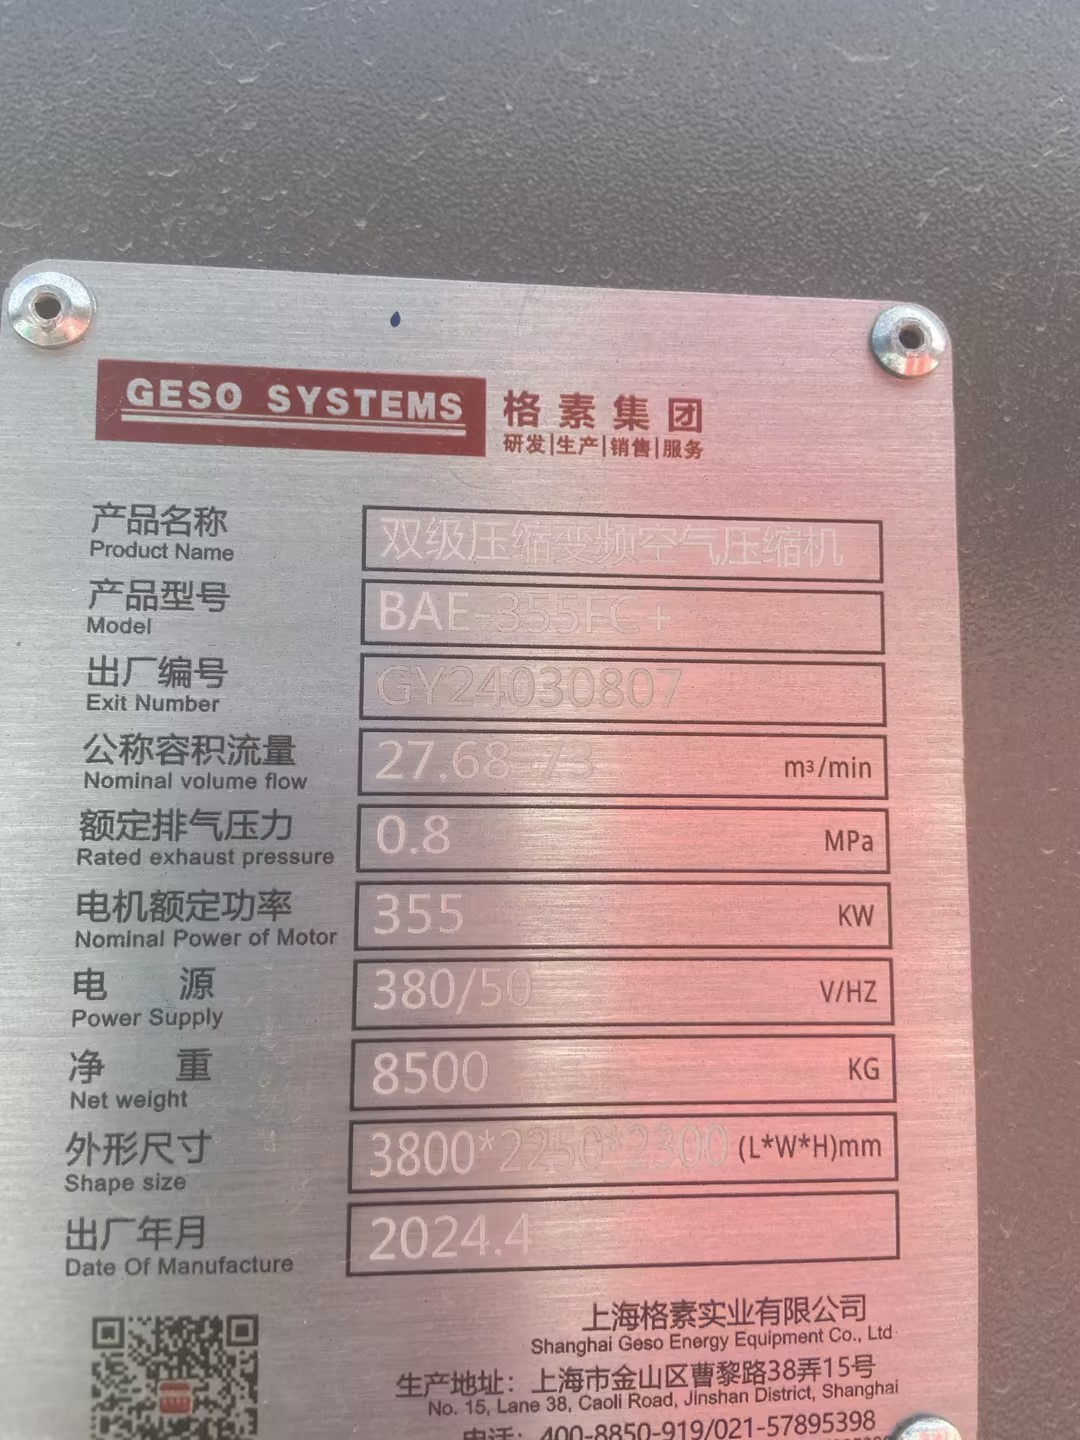 GESO SYSTEMS 格素集团
研发|生产|销售|服务
产品名称 双级压缩变频空气压缩机
Product Name
产品型号 BAE-355FC+
Model
出厂编号 GY24030807
Exit Number
公称容积流量 27.68-73 m³/min
Nominal volume flow
额定排气压力 0.8 MPa
Rated exhaust pressure
电机额定功率 355 KW
Nominal Power of Motor
电源 380/50 V/HZ
Power Supply
净重 8500 KG
Net weight
外形尺寸 3800*2250*2300 (L*W*H)mm
Shape size
出厂年月 2024.4
Date Of Manufacture
上海格素实业有限公司
Shanghai Geso Energy Equipment Co., Ltd
生产地址：上海市金山区曹黎路38弄15号
No. 15, Lane 38, Caoli Road, Jinshan District, Shanghai
电话：400-8850-919/021-57895398